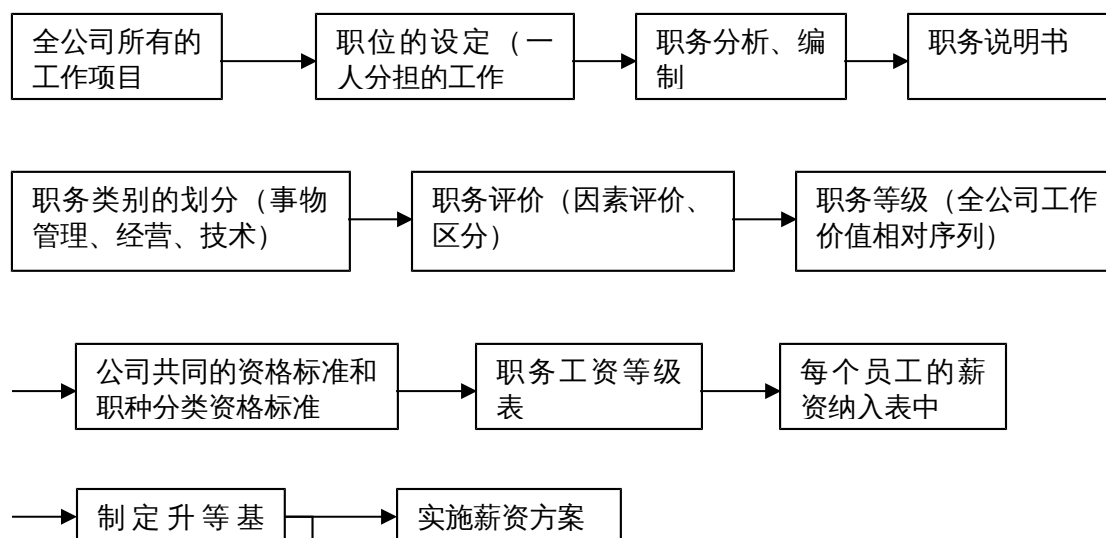 全公司所有的
工作项目
职位的设定（一
人分担的工作
职务分析、编
制
职务说明书
职务类别的划分（事物
管理、经营、技术）
职务评价（因素评价、
区分）
职务等级（全公司工作
价值相对序列）
公司共同的资格标准和
职种分类资格标准
职务工资等级
表
每个员工的薪
资纳入表中
制定升等基
实施薪资方案